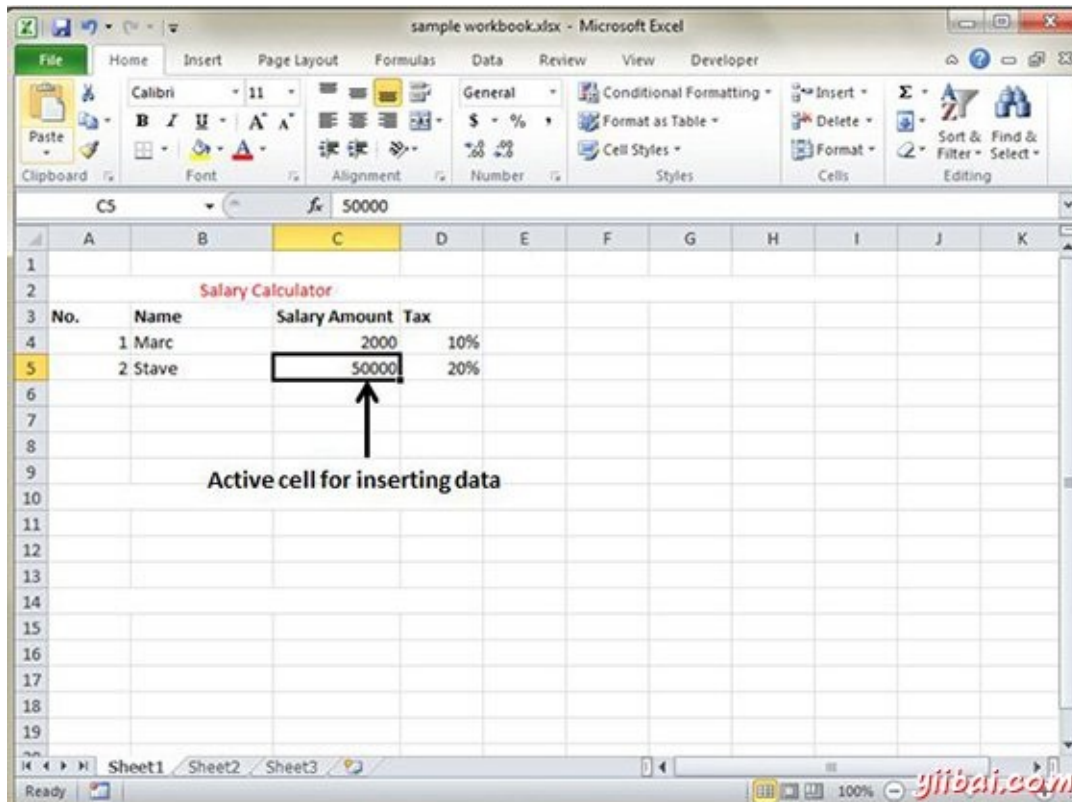 sample workbook.xlsx - Microsoft Excel
File Home Insert Page Layout Formulas Data Review View Developer
Calibri 11 General Conditional Formatting Insert Σ
Paste B I U A A $ % , Format as Table Delete Sort & Find &
A Cell Styles Format Filter Select
Clipboard Font Alignment Number Styles Cells Editing
C5 fx 50000
A B C D E F G H I J K
1
2 Salary Calculator
3 No. Name Salary Amount Tax
4 1 Marc 2000 10%
5 2 Stave 50000 20%
6
7
8
9 Active cell for inserting data
10
11
12
13
14
15
16
17
18
19
Sheet1 Sheet2 Sheet3
Ready 100% yiibai.com